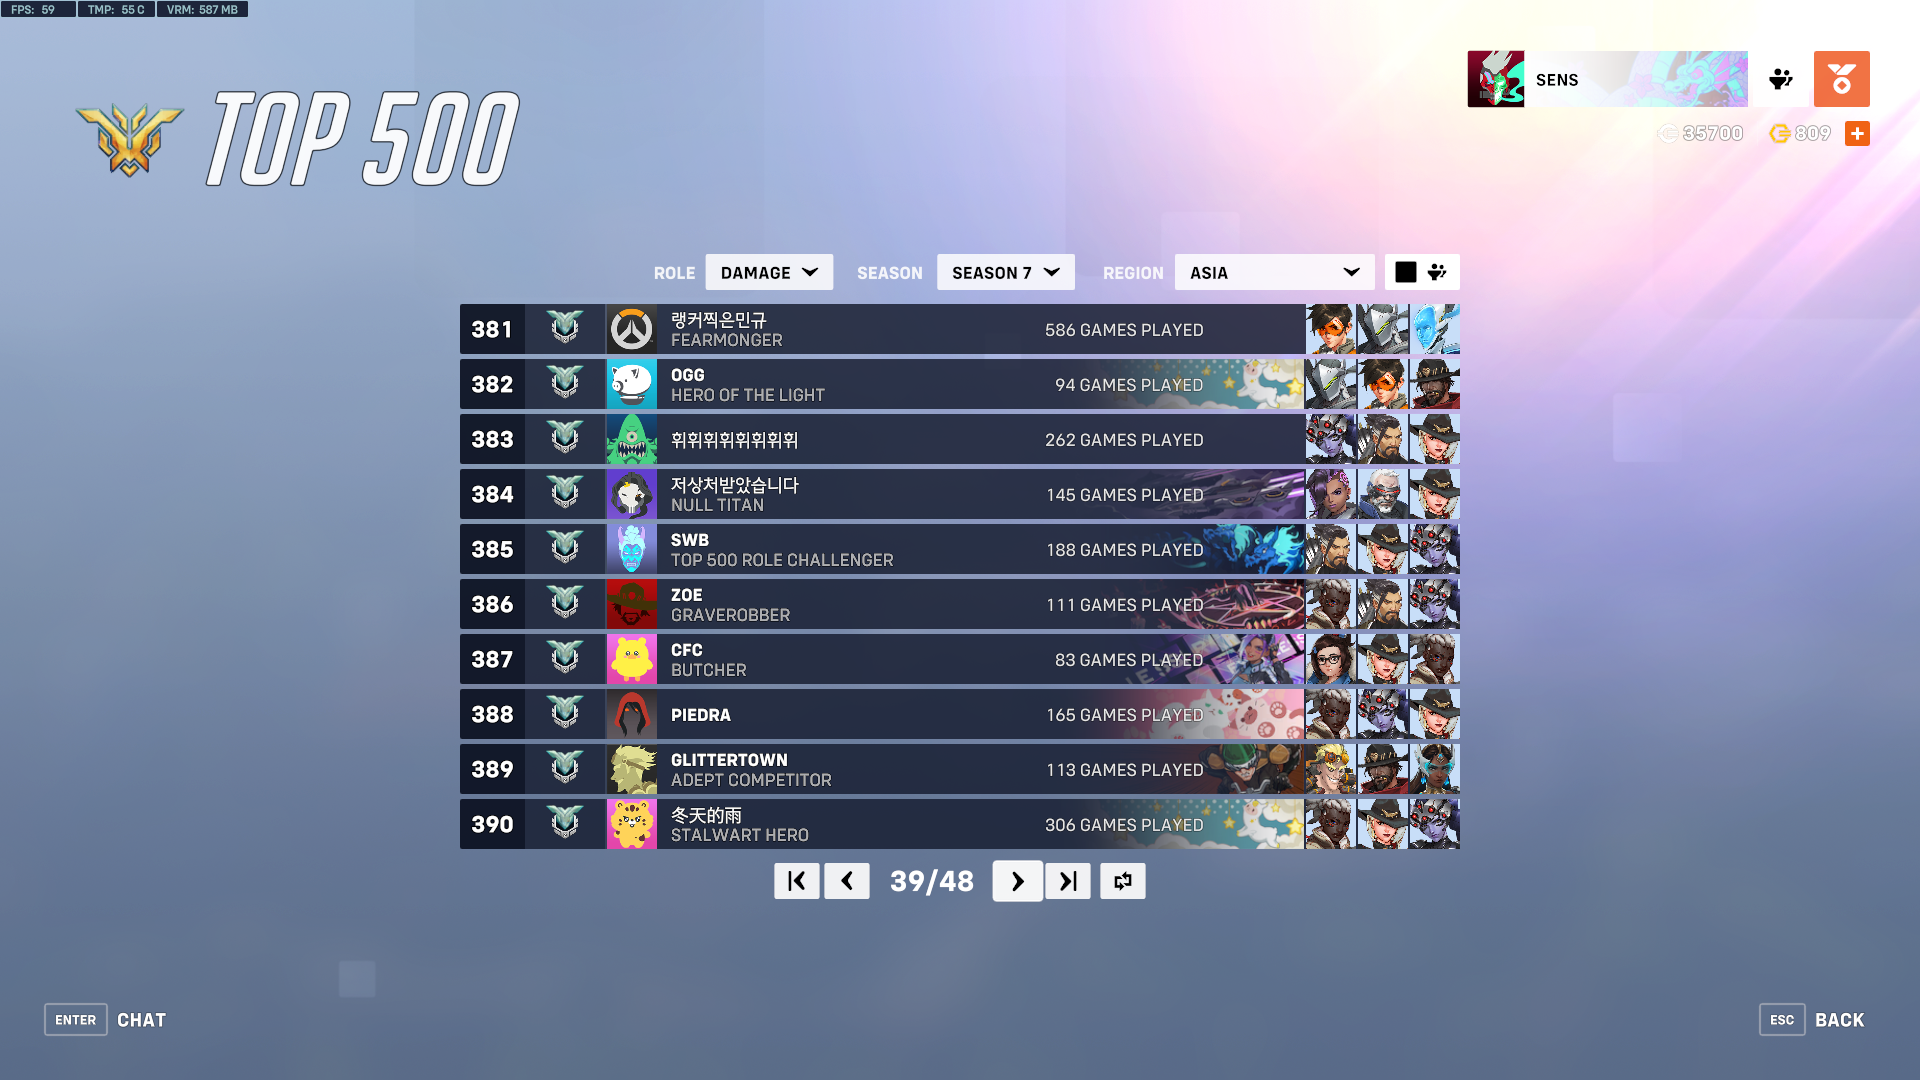 FPS: 59 TMP: 55 C VRM: 587 MB
TOP 500
SENS
35700 809
ROLE DAMAGE SEASON SEASON 7 REGION ASIA
381 랭커찍은민규 586 GAMES PLAYED
FEARMONGER
382 OGG 94 GAMES PLAYED
HERO OF THE LIGHT
383 휘휘휘휘휘휘휘휘 262 GAMES PLAYED
384 저상처받았습니다 145 GAMES PLAYED
NULL TITAN
385 SWB 188 GAMES PLAYED
TOP 500 ROLE CHALLENGER
386 ZOE 111 GAMES PLAYED
GRAVEROBBER
387 CFC 83 GAMES PLAYED
BUTCHER
388 PIEDRA 165 GAMES PLAYED
389 GLITTERTOWN 113 GAMES PLAYED
ADEPT COMPETITOR
390 冬天的雨 306 GAMES PLAYED
STALWART HERO
39/48
ENTER CHAT
ESC BACK